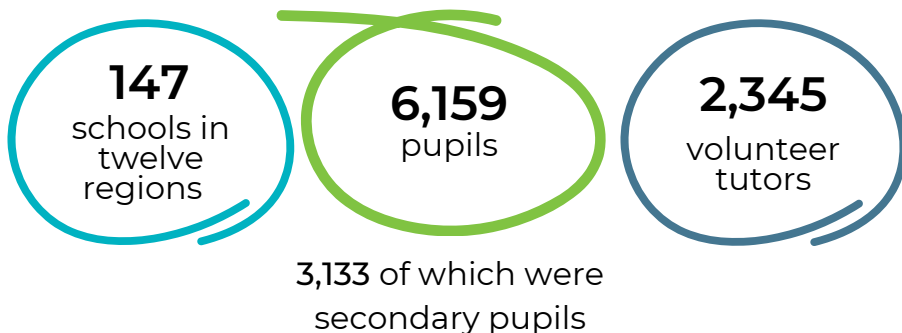 147
schools in
twelve
regions
6,159
pupils
2,345
volunteer
tutors
3,133 of which were
secondary pupils